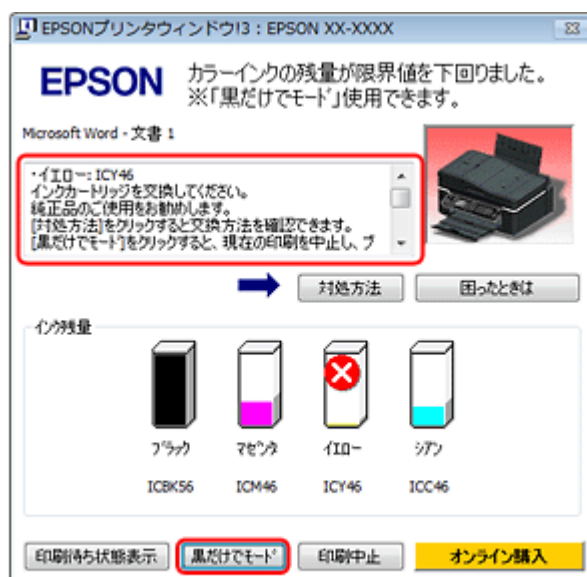 EPSONプリンタウィンドウ!3 : EPSON XX-XXXX
EPSON
カラーインクの残量が限界値を下回りました。
※「黒だけでモード」使用できます。
Microsoft Word - 文書 1
・イエロー: ICY46
インクカートリッジを交換してください。
純正品のご使用をお勧めします。
[対処方法]をクリックすると交換方法を確認できます。
[黒だけでモード]をクリックすると、現在の印刷を中止し、プ
対処方法
困ったときは
インク残量
ブラック マゼンタ イエロー シアン
ICBK56 ICM46 ICY46 ICC46
印刷待ち状態表示 黒だけでモード 印刷中止 オンライン購入